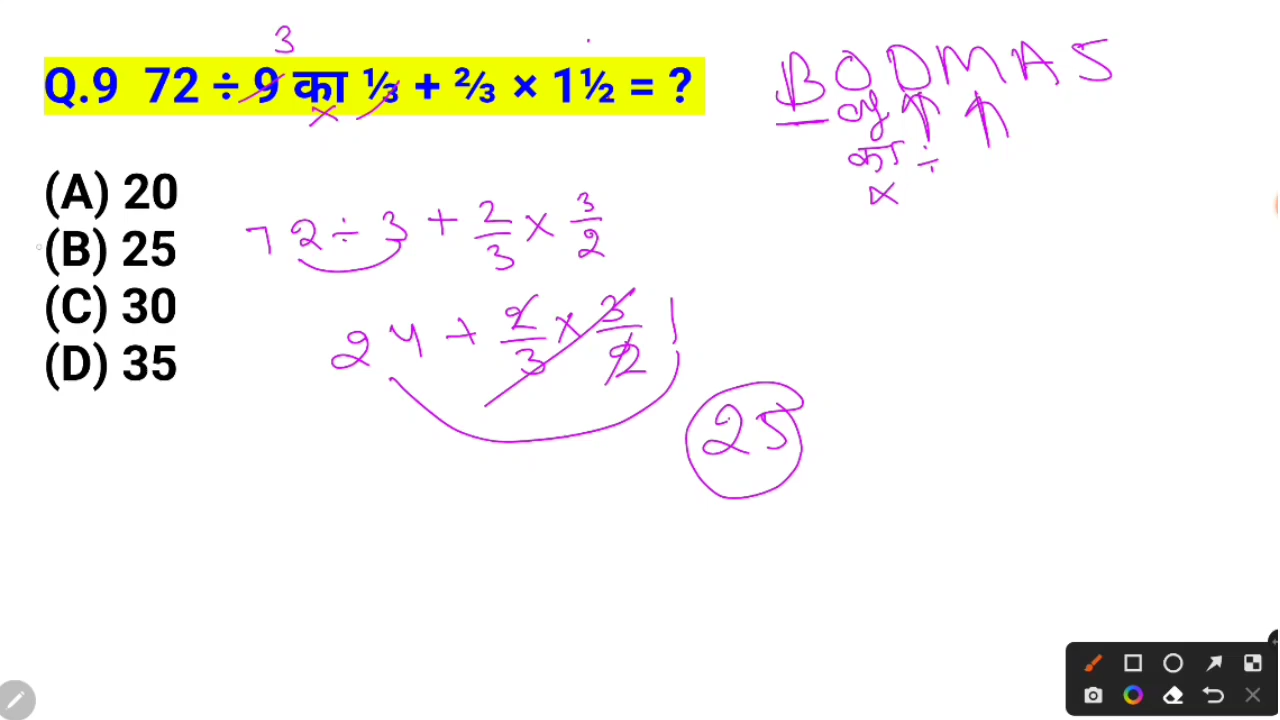 3
Q.9 72 ÷ 9 का ⅓ + ⅔ × 1½ = ?
×
BODMAS
of
का ÷
×
(A) 20
(B) 25
(C) 30
(D) 35
72 ÷ 3 + 2/3 × 3/2
24 + 2/3 × 3/2 1
25